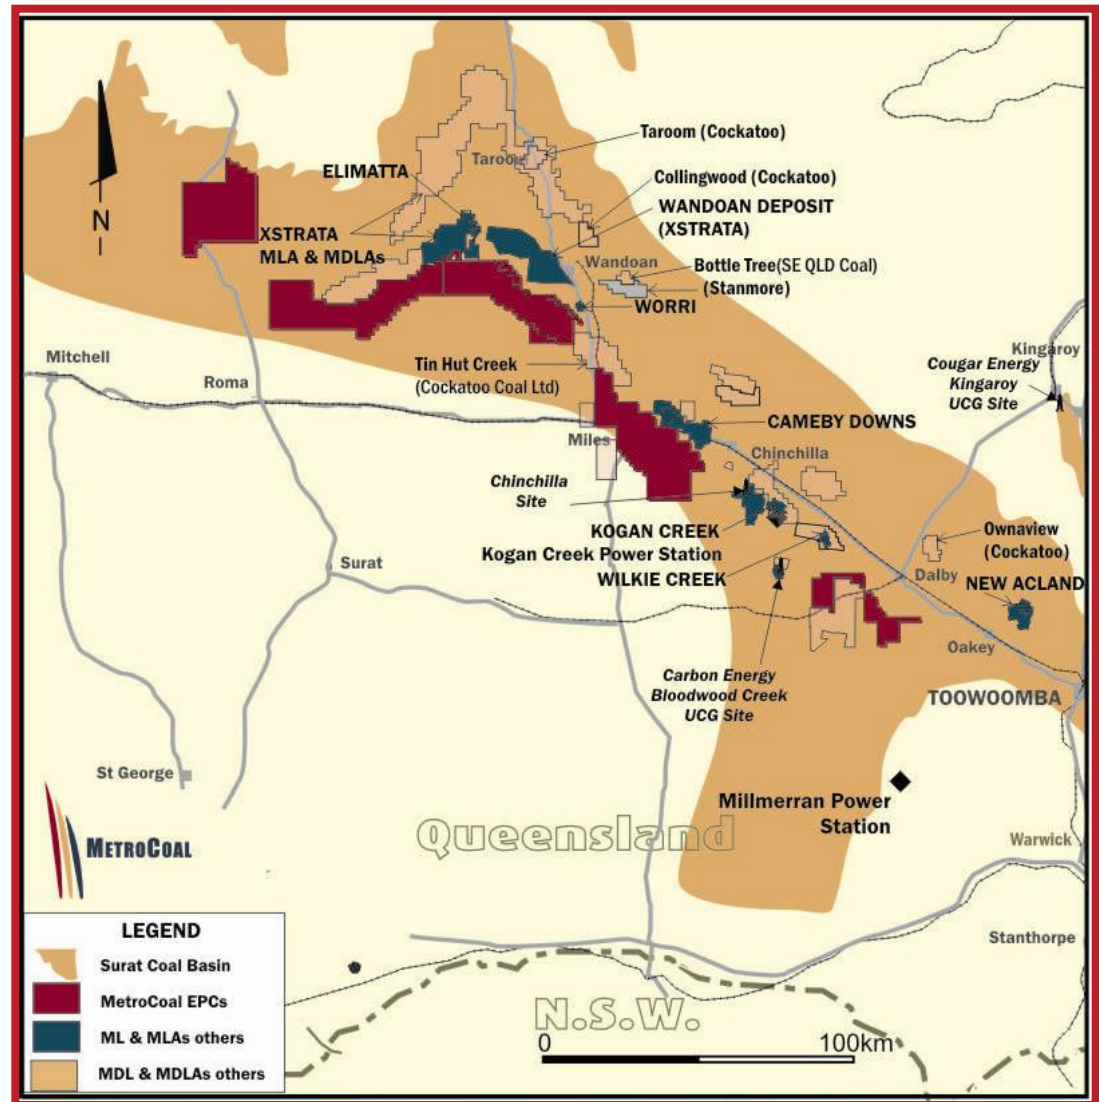 Taroom (Cockatoo)
Taroom
ELIMATTA
Collingwood (Cockatoo)
WANDOAN DEPOSIT
(XSTRATA)
N
XSTRATA
MLA & MDLAs
Wandoan
Bottle Tree(SE QLD Coal)
(Stanmore)
WORRI
Mitchell
Roma
Tin Hut Creek
(Cockatoo Coal Ltd)
Kingaroy
Cougar Energy
Kingaroy
UCG Site
CAMEBY DOWNS
Miles
Chinchilla
Chinchilla
Site
KOGAN CREEK
Kogan Creek Power Station
WILKIE CREEK
Ownaview
(Cockatoo)
Surat
Dalby
NEW ACLAND
Oakey
Carbon Energy
Bloodwood Creek
UCG Site
TOOWOOMBA
St George
Millmerran Power
Station
Queensland
METROCOAL
Warwick
Stanthorpe
LEGEND
Surat Coal Basin
MetroCoal EPCs
ML & MLAs others
MDL & MDLAs others
N.S.W.
0 100km